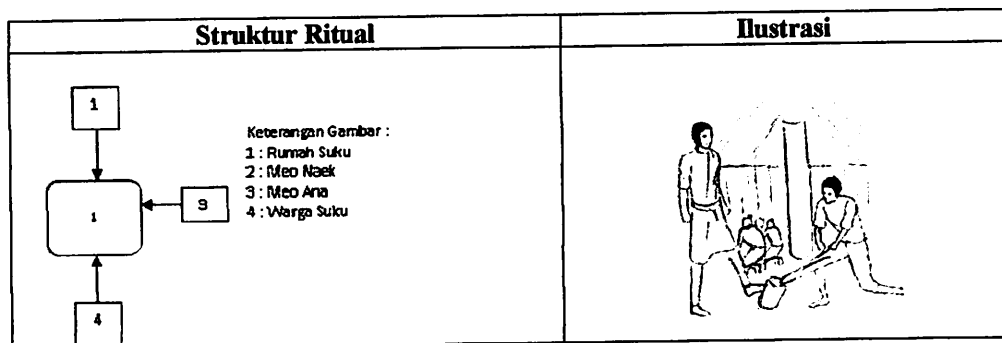 Struktur Ritual
Ilustrasi
1
Keterangan Gambar :
1 : Rumah Suku
2 : Meo Naek
3 : Meo Ana
4 : Warga Suku
1
3
4